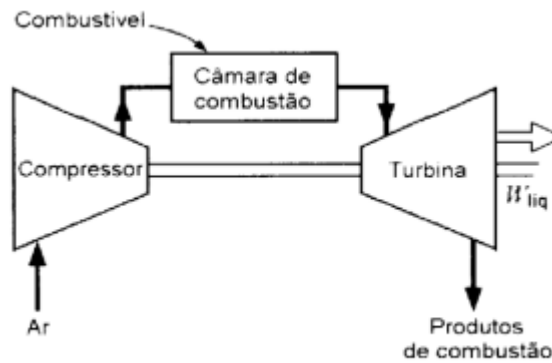 Combustivel
Câmara de
combustão
Compressor
Turbina
W liq
Ar
Produtos
de combustão